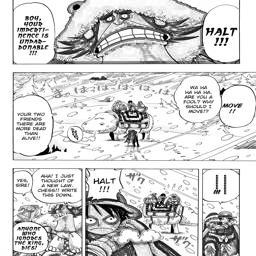 BOY,
YOUR
IMPERTI-
NENCE IS
UNPAR-
DONABLE
!!!
HALT
!!!
WA HA
HA HA.
ARE YOU A
FOOL? WHY
SHOULD I
MOVE?
MOVE
!!
YOUR TWO
FRIENDS
THERE ARE
MORE DEAD
THAN
ALIVE!!
YES,
SIRE!
AHA! I JUST
THOUGHT OF
A NEW LAW.
CHESS!! WRITE
THIS DOWN.
ANYONE
WHO
IGNORES
THE KING,
DIES!
HALT
!!!
!!!